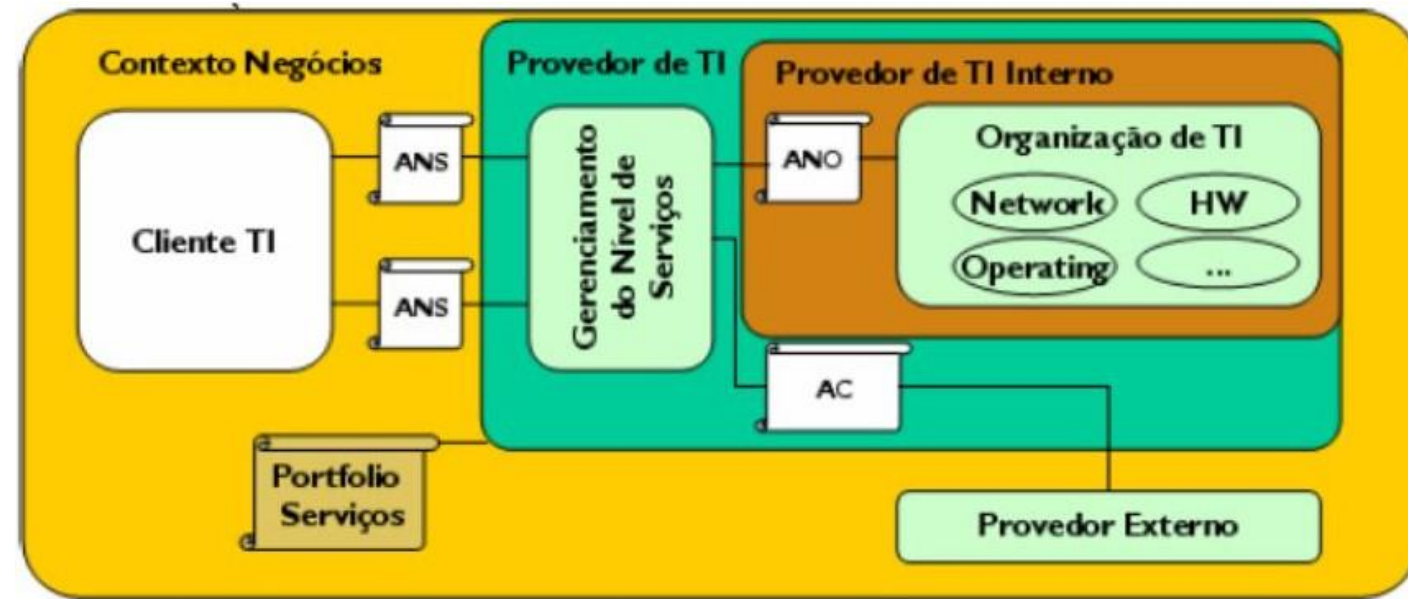 Contexto Negócios
Provedor de TI
Provedor de TI Interno
Cliente TI
ANS
ANS
Gerenciamento
do Nível de
Serviços
ANO
Organização de TI
Network
HW
Operating
...
AC
Portfolio
Serviços
Provedor Externo